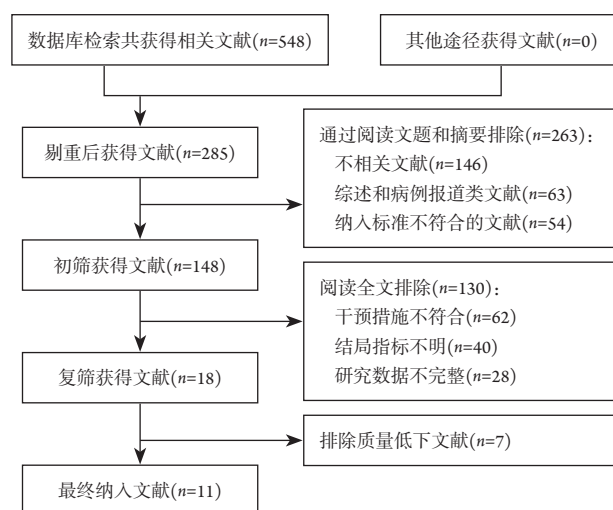 数据库检索共获得相关文献(n=548)
其他途径获得文献(n=0)
剔重后获得文献(n=285)
通过阅读文题和摘要排除(n=263)：
不相关文献(n=146)
综述和病例报道类文献(n=63)
纳入标准不符合的文献(n=54)
初筛获得文献(n=148)
阅读全文排除(n=130)：
干预措施不符合(n=62)
结局指标不明(n=40)
研究数据不完整(n=28)
复筛获得文献(n=18)
排除质量低下文献(n=7)
最终纳入文献(n=11)